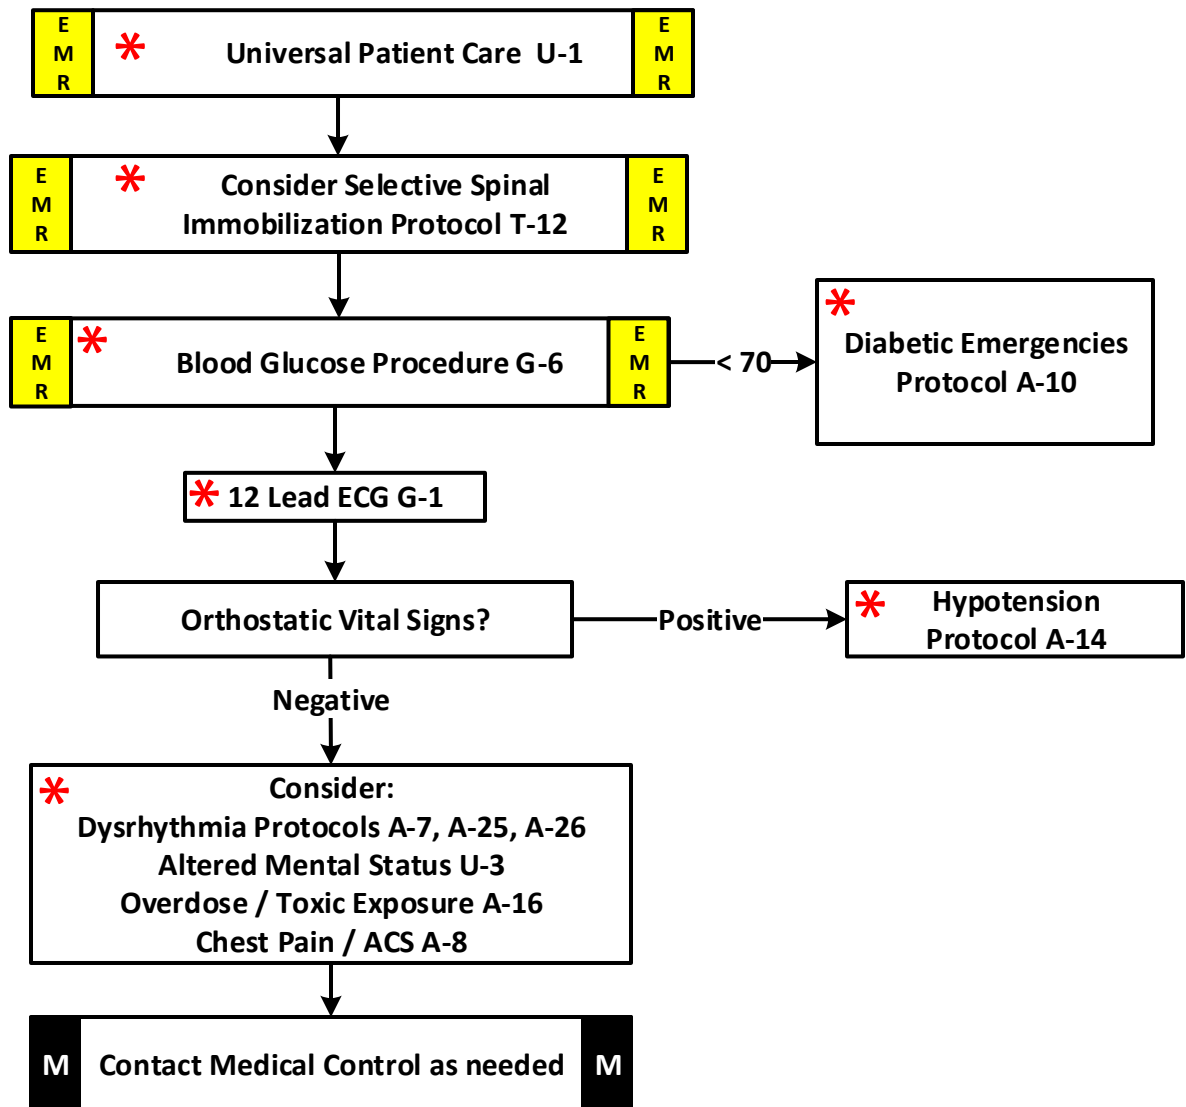 E M R * Universal Patient Care U-1 E M R
E M R * Consider Selective Spinal
Immobilization Protocol T-12 E M R
E M R * Blood Glucose Procedure G-6 E M R
< 70
* Diabetic Emergencies
Protocol A-10
* 12 Lead ECG G-1
Orthostatic Vital Signs?
Positive
* Hypotension
Protocol A-14
Negative
* Consider:
Dysrhythmia Protocols A-7, A-25, A-26
Altered Mental Status U-3
Overdose / Toxic Exposure A-16
Chest Pain / ACS A-8
M Contact Medical Control as needed M